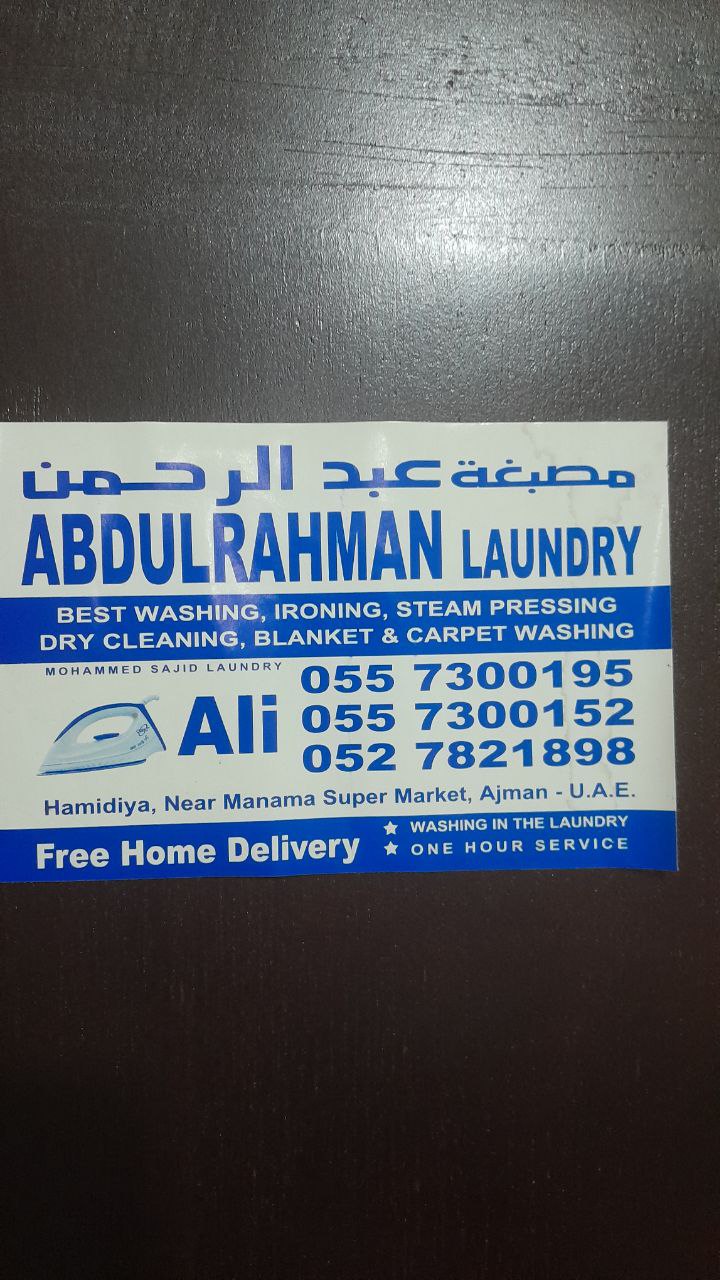 مصبغة عبد الرحمن
ABDULRAHMAN LAUNDRY
BEST WASHING, IRONING, STEAM PRESSING
DRY CLEANING, BLANKET & CARPET WASHING
MOHAMMED SAJID LAUNDRY
Ali
055 7300195
055 7300152
052 7821898
Hamidiya, Near Manama Super Market, Ajman - U.A.E.
Free Home Delivery
WASHING IN THE LAUNDRY
ONE HOUR SERVICE